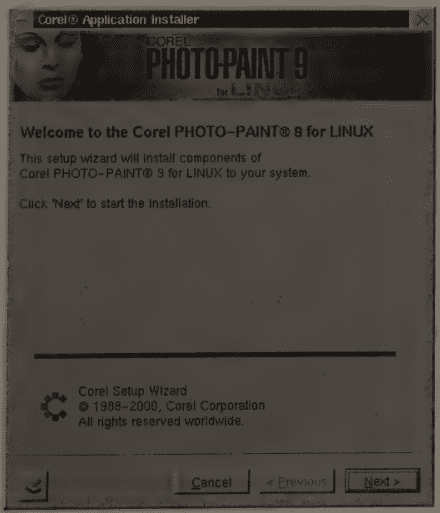 Corel® Application Installer
COREL
PHOTO-PAINT 9
for LINUX
Welcome to the Corel PHOTO-PAINT® 9 for LINUX
This setup wizard will install components of
Corel PHOTO-PAINT® 9 for LINUX to your system.
Click 'Next' to start the installation.
Corel Setup Wizard
© 1988-2000, Corel Corporation
All rights reserved worldwide.
Cancel
< Previous
Next >